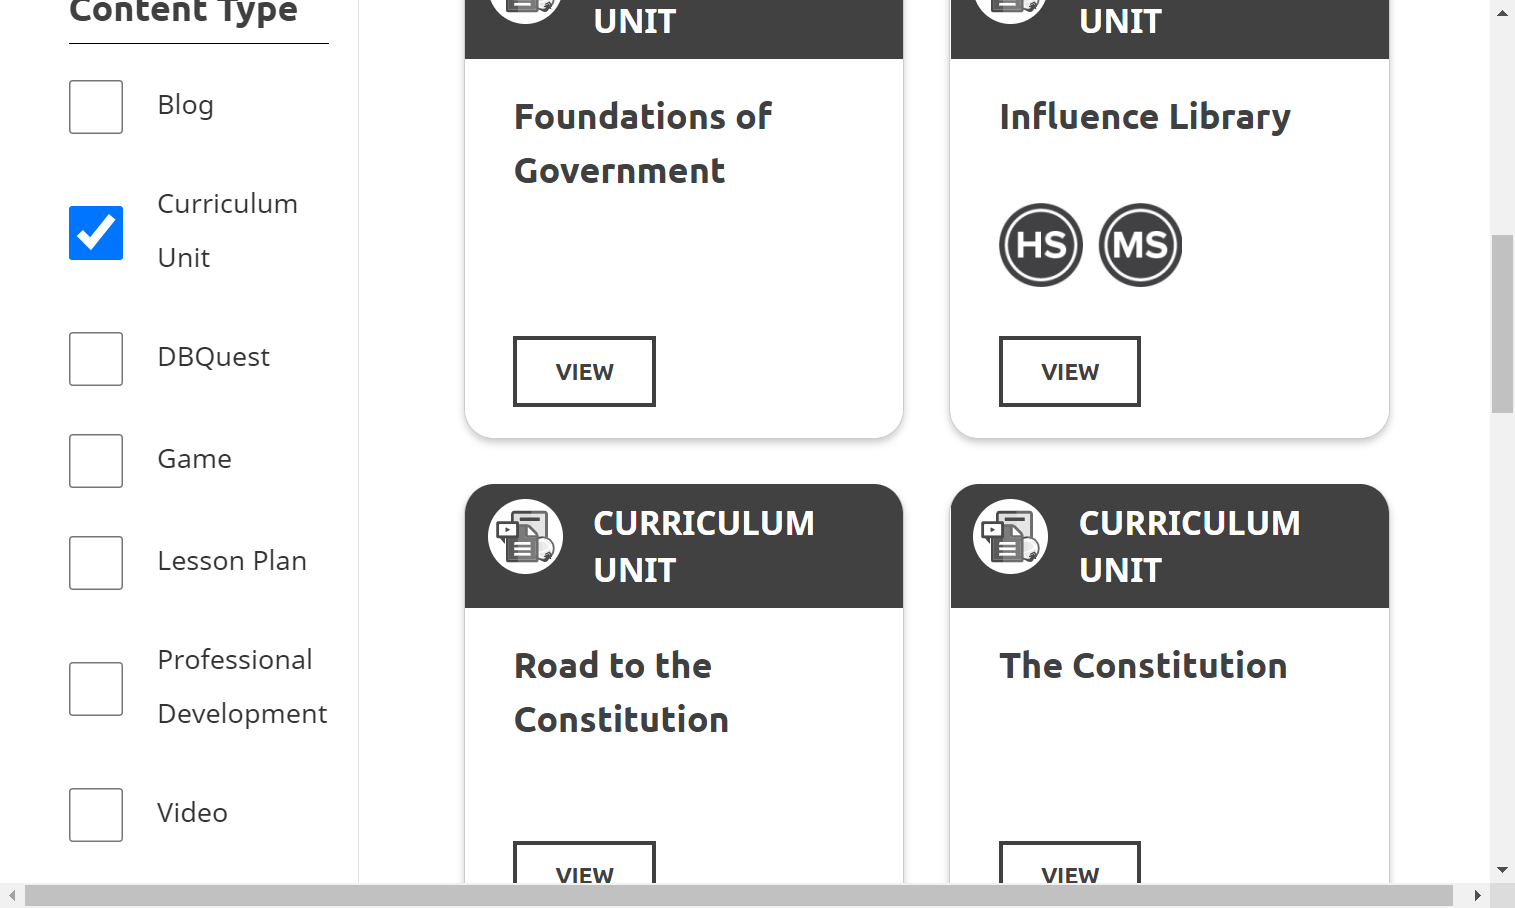 Content Type
Blog
Curriculum
Unit
DBQuest
Game
Lesson Plan
Professional
Development
Video
UNIT
Foundations of
Government
VIEW
UNIT
Influence Library
HS MS
VIEW
CURRICULUM
UNIT
Road to the
Constitution
VIEW
CURRICULUM
UNIT
The Constitution
VIEW